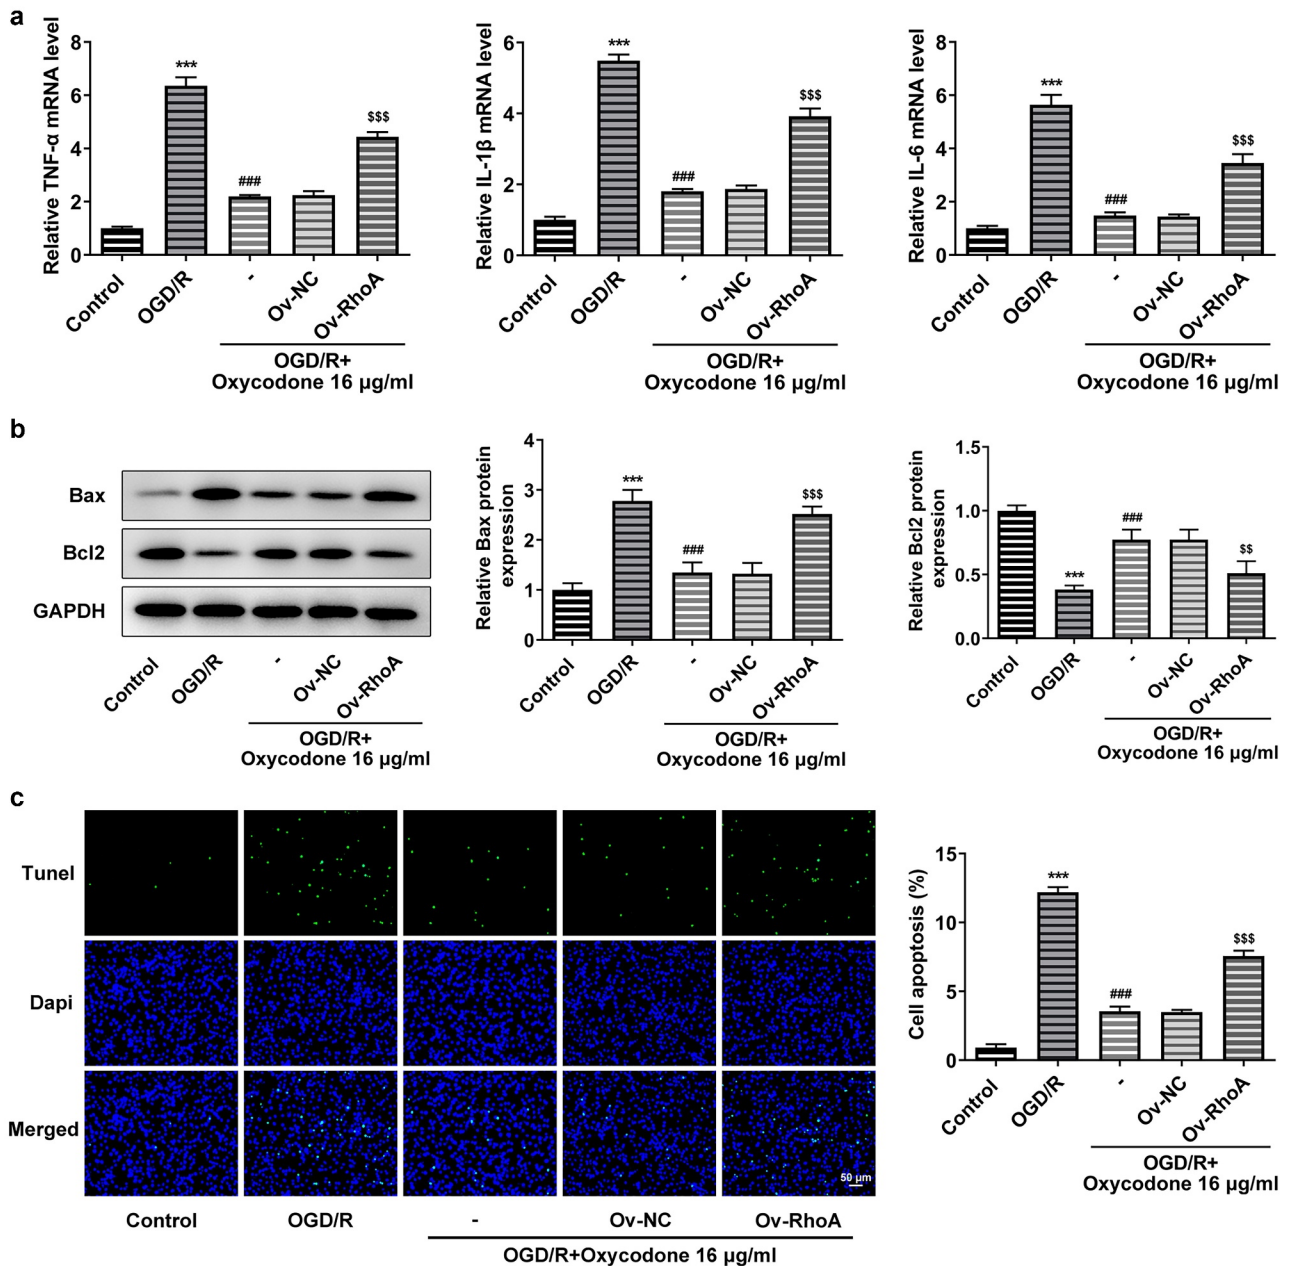 a
Relative TNF-α mRNA level
8
6
4
2
0
***
###
$$$
Control
OGD/R
-
Ov-NC
Ov-RhoA
OGD/R+
Oxycodone 16 μg/ml
Relative IL-1β mRNA level
6
4
2
0
***
###
$$$
Control
OGD/R
-
Ov-NC
Ov-RhoA
OGD/R+
Oxycodone 16 μg/ml
Relative IL-6 mRNA level
8
6
4
2
0
***
###
$$$
Control
OGD/R
-
Ov-NC
Ov-RhoA
OGD/R+
Oxycodone 16 μg/ml
b
Bax
Bcl2
GAPDH
Control
OGD/R
-
Ov-NC
Ov-RhoA
OGD/R+
Oxycodone 16 μg/ml
Relative Bax protein
expression
4
3
2
1
0
***
###
$$$
Control
OGD/R
-
Ov-NC
Ov-RhoA
OGD/R+
Oxycodone 16 μg/ml
Relative Bcl2 protein
expression
1.5
1.0
0.5
0.0
***
###
$$
Control
OGD/R
-
Ov-NC
Ov-RhoA
OGD/R+
Oxycodone 16 μg/ml
c
Tunel
Dapi
Merged
50 μm
Control
OGD/R
-
Ov-NC
Ov-RhoA
OGD/R+Oxycodone 16 μg/ml
Cell apoptosis (%)
15
10
5
0
***
###
$$$
Control
OGD/R
-
Ov-NC
Ov-RhoA
OGD/R+
Oxycodone 16 μg/ml